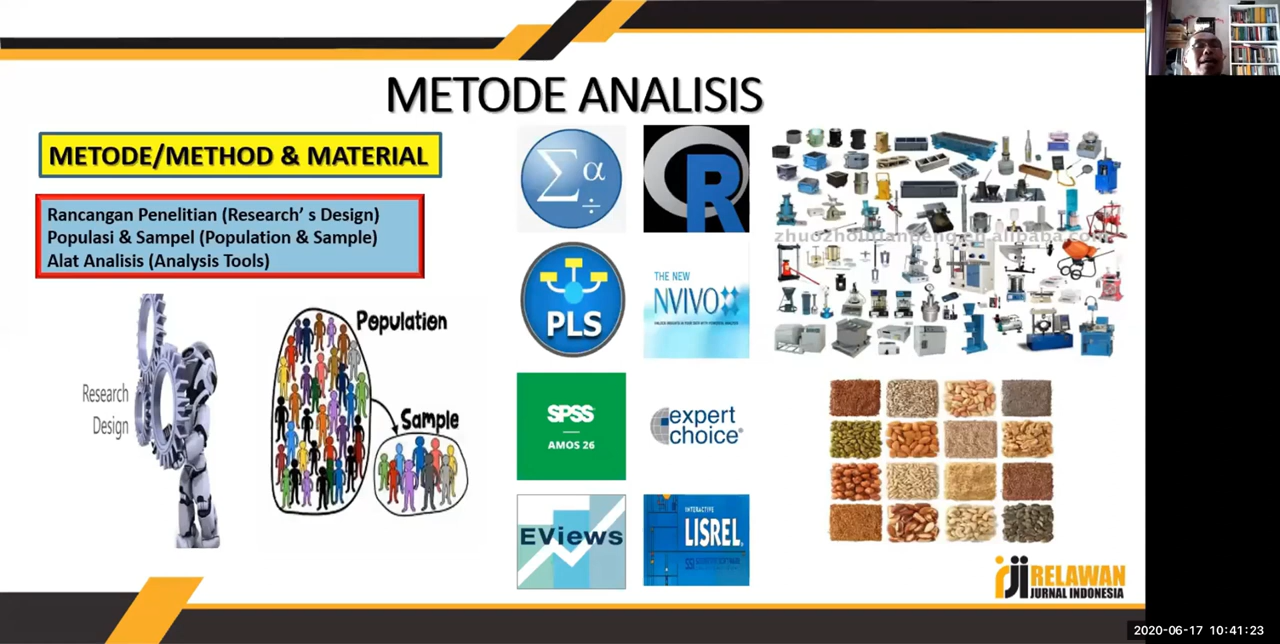 METODE ANALISIS
METODE/METHOD & MATERIAL
Rancangan Penelitian (Research' s Design)
Populasi & Sampel (Population & Sample)
Alat Analisis (Analysis Tools)
Research
Design
Population
Sample
Σ α
÷
R
PLS
THE NEW
NVIVO
SPSS
AMOS 26
expert
choice®
EViews
INTERACTIVE
LISREL
RELAWAN
JURNAL INDONESIA
2020-06-17 10:41:23